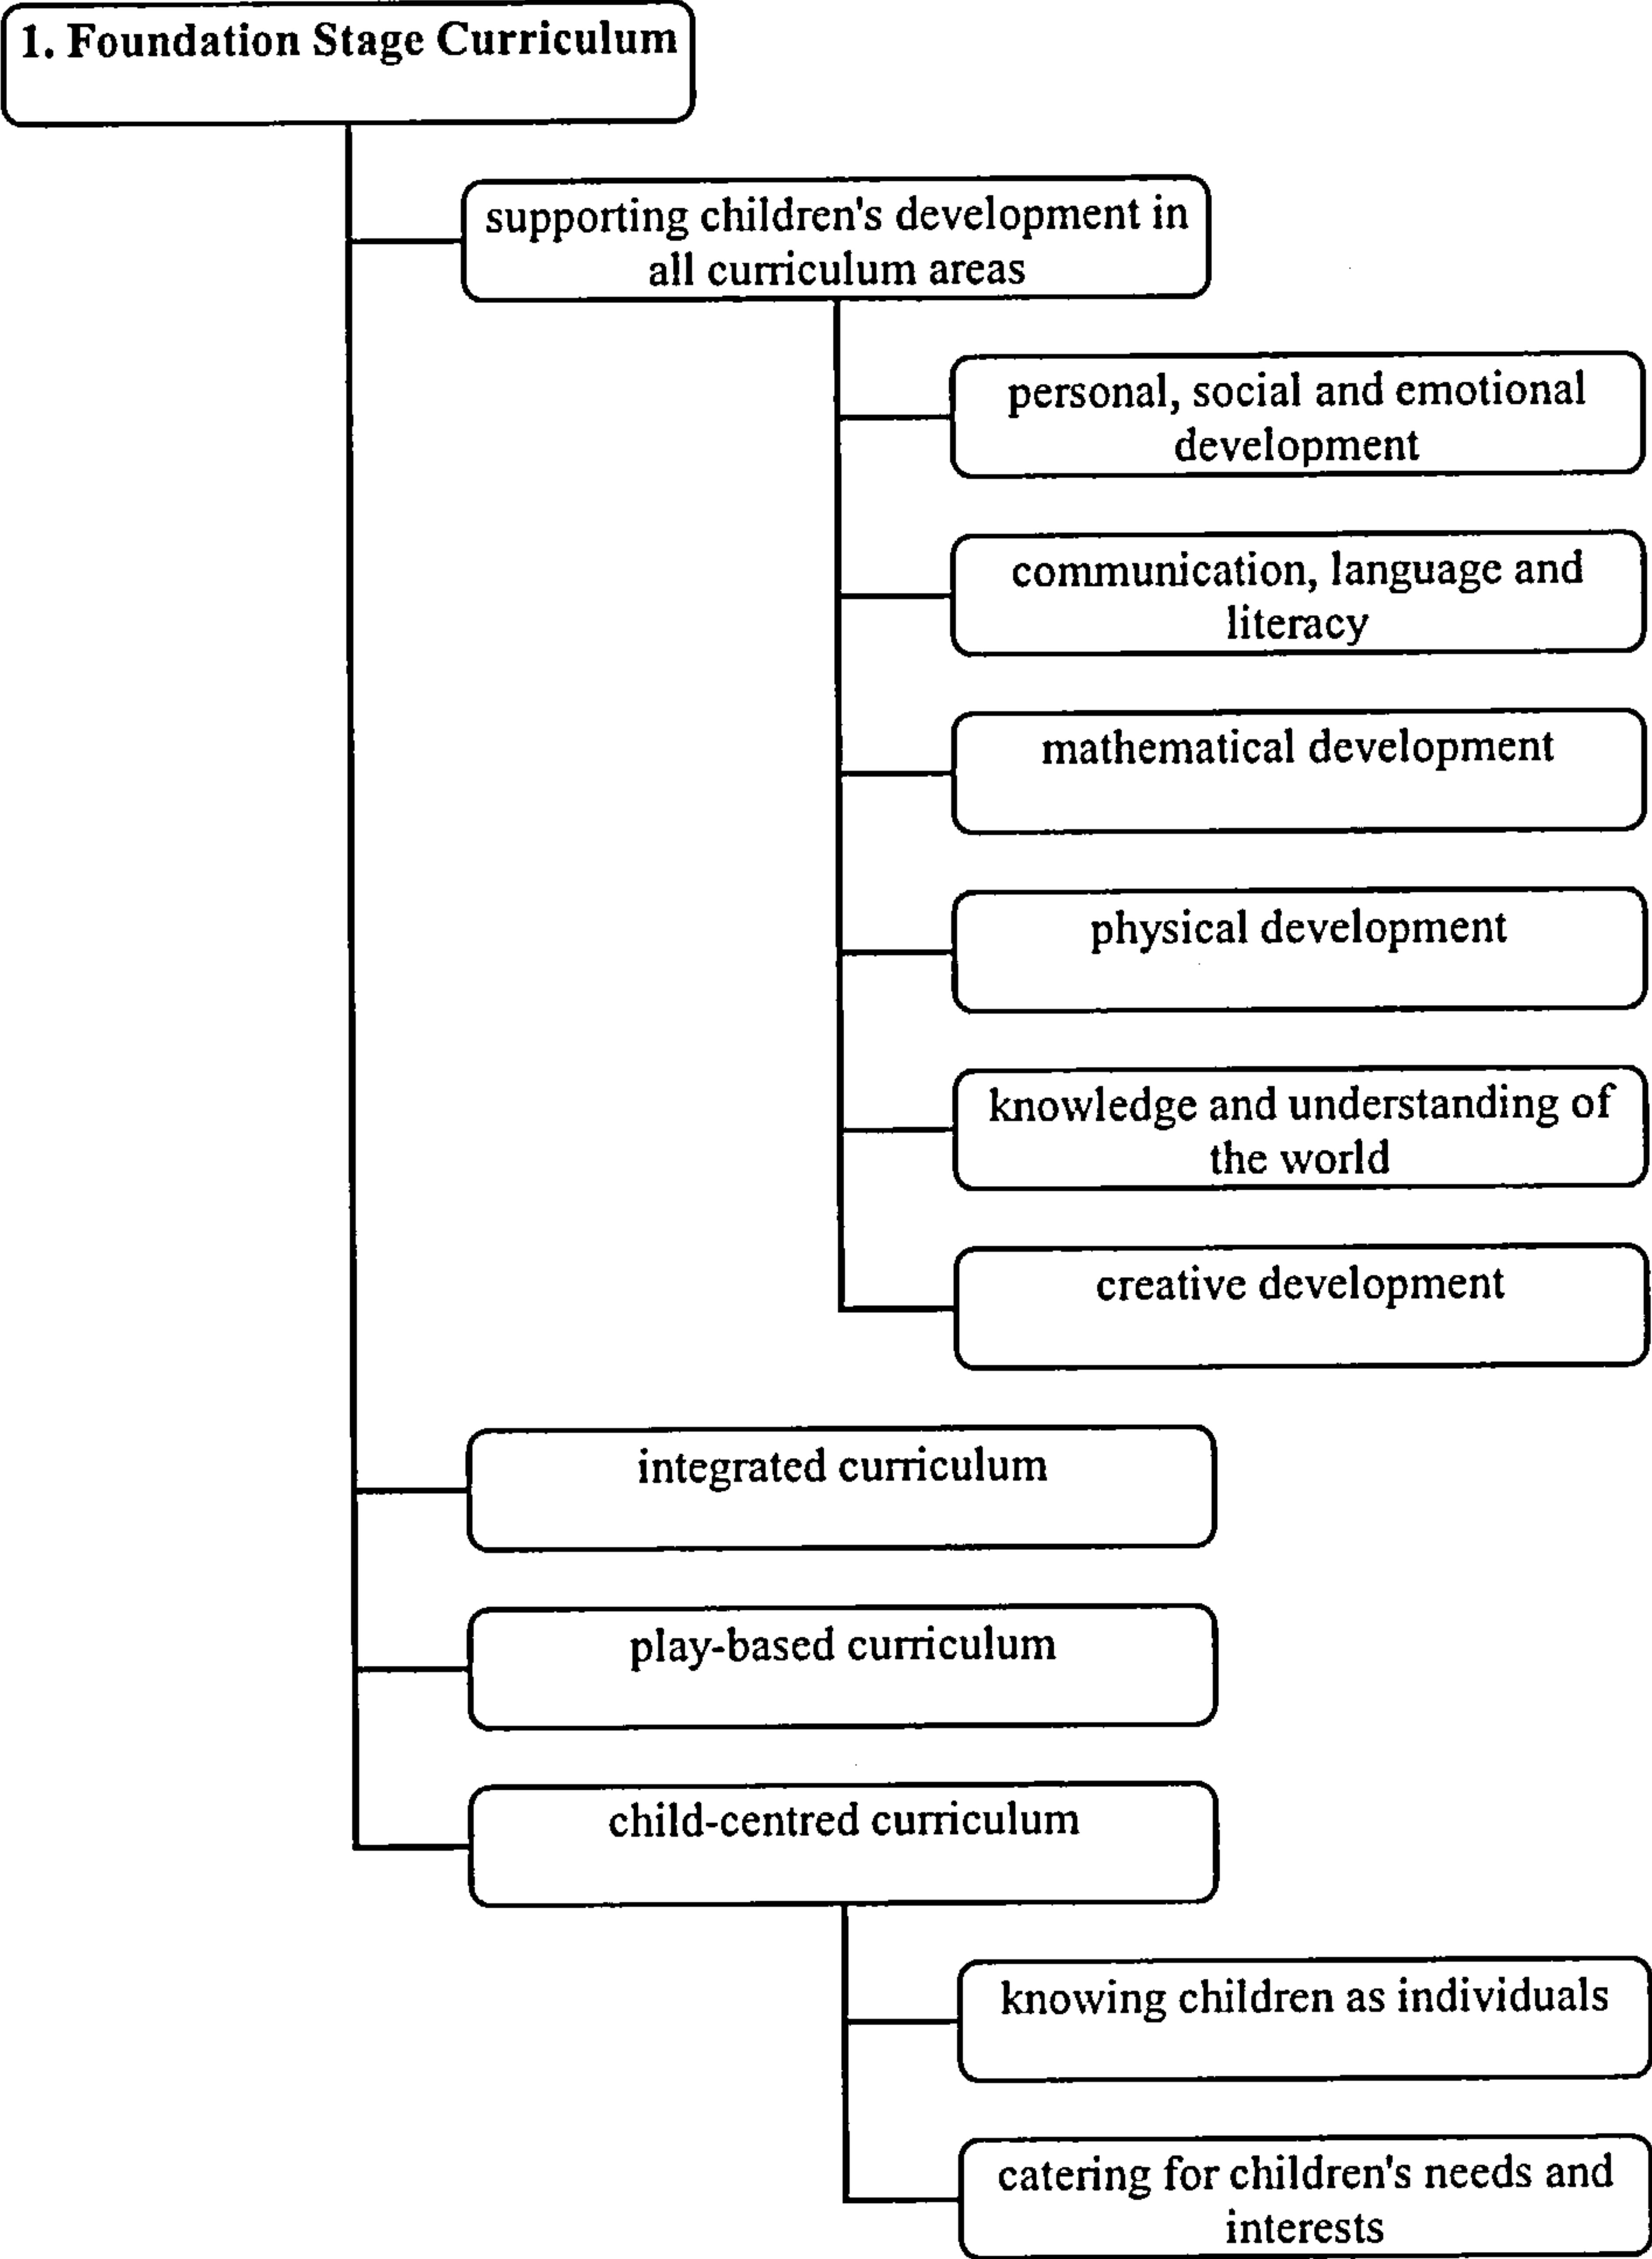 1. Foundation Stage Curriculum
supporting children's development in
all curriculum areas
personal, social and emotional
development
communication, language and
literacy
mathematical development
physical development
knowledge and understanding of
the world
creative development
integrated curriculum
play-based curriculum
child-centred curriculum
knowing children as individuals
catering for children's needs and
interests